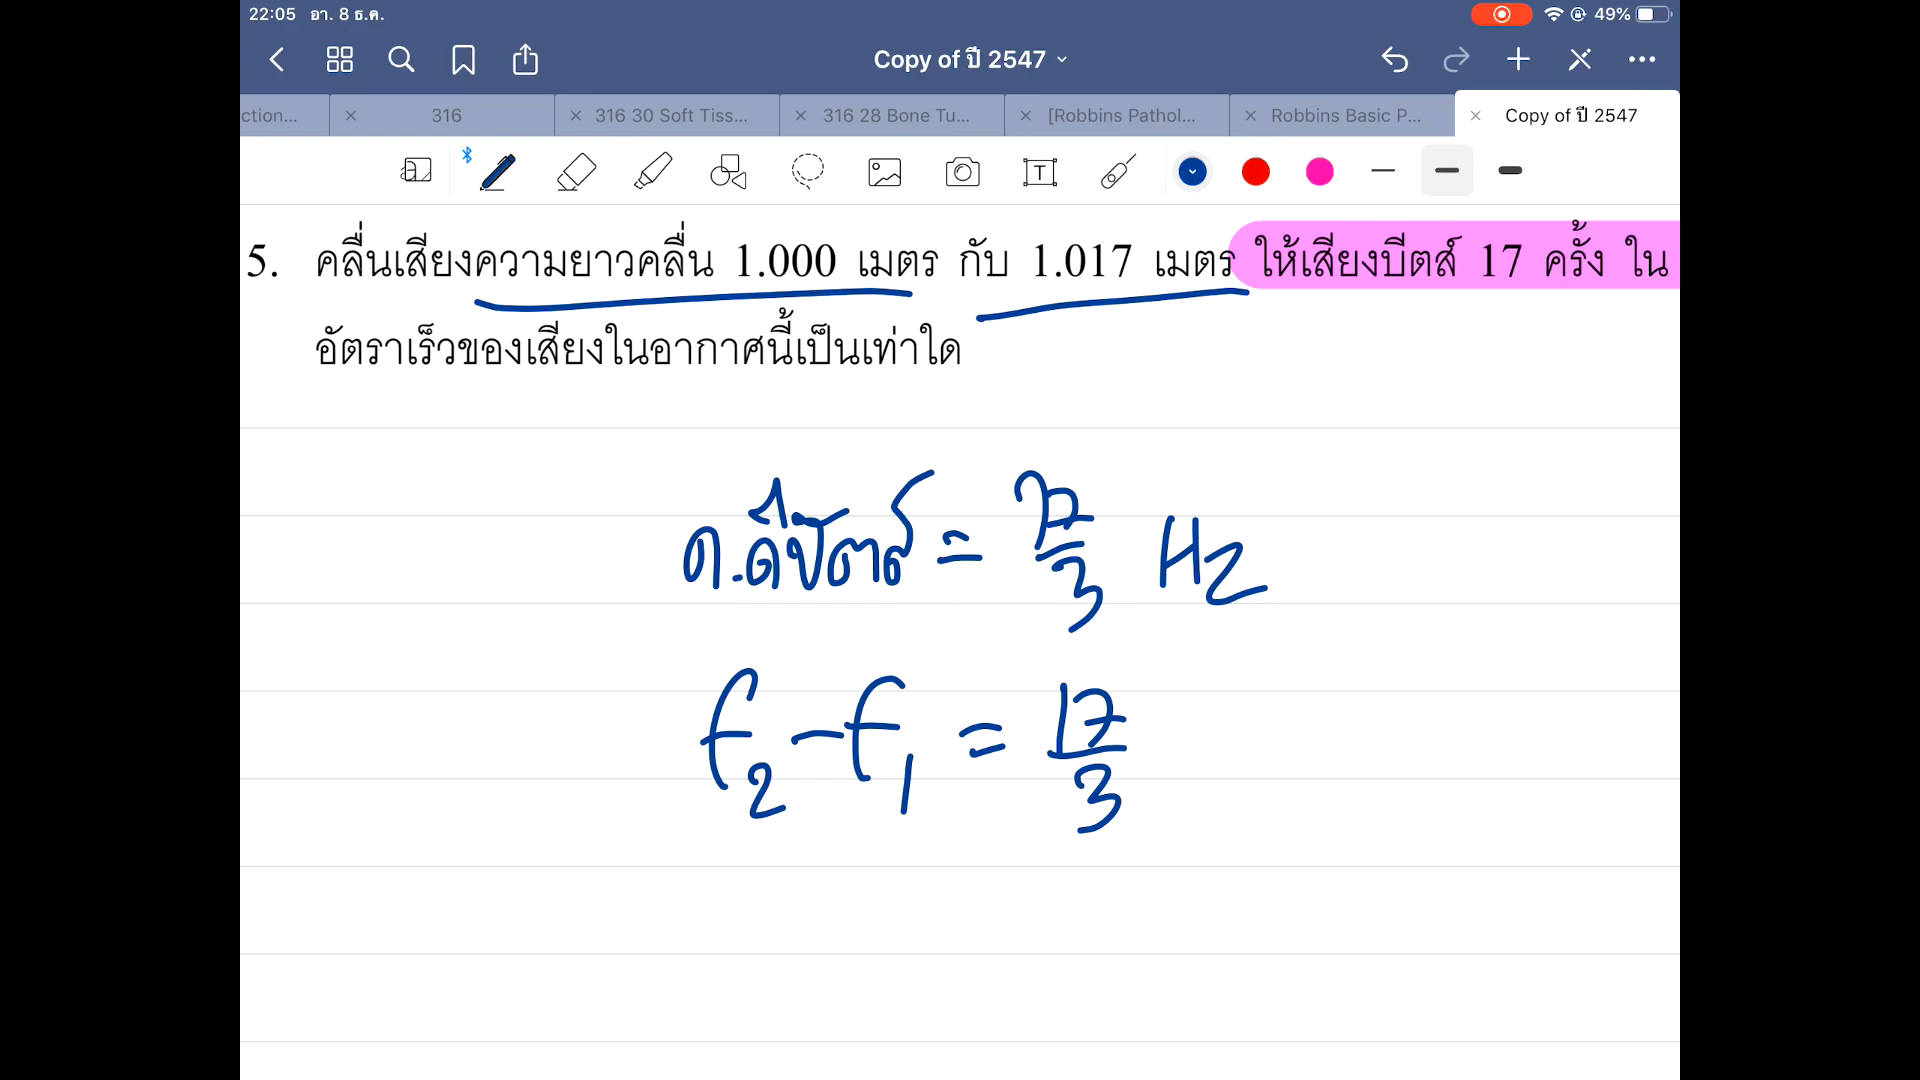 22:05 อา. 8 ธ.ค. 49%
Copy of ปี 2547
ction... 316 316 30 Soft Tiss... 316 28 Bone Tu... [Robbins Pathol... Robbins Basic P... Copy of ปี 2547
5. คลื่นเสียงความยาวคลื่น 1.000 เมตร กับ 1.017 เมตร ให้เสียงบีตส์ 17 ครั้ง ใน
อัตราเร็วของเสียงในอากาศนี้เป็นเท่าใด
ค.ถี่บีตส์ = 17/3 Hz
f₂ - f₁ = 17/3